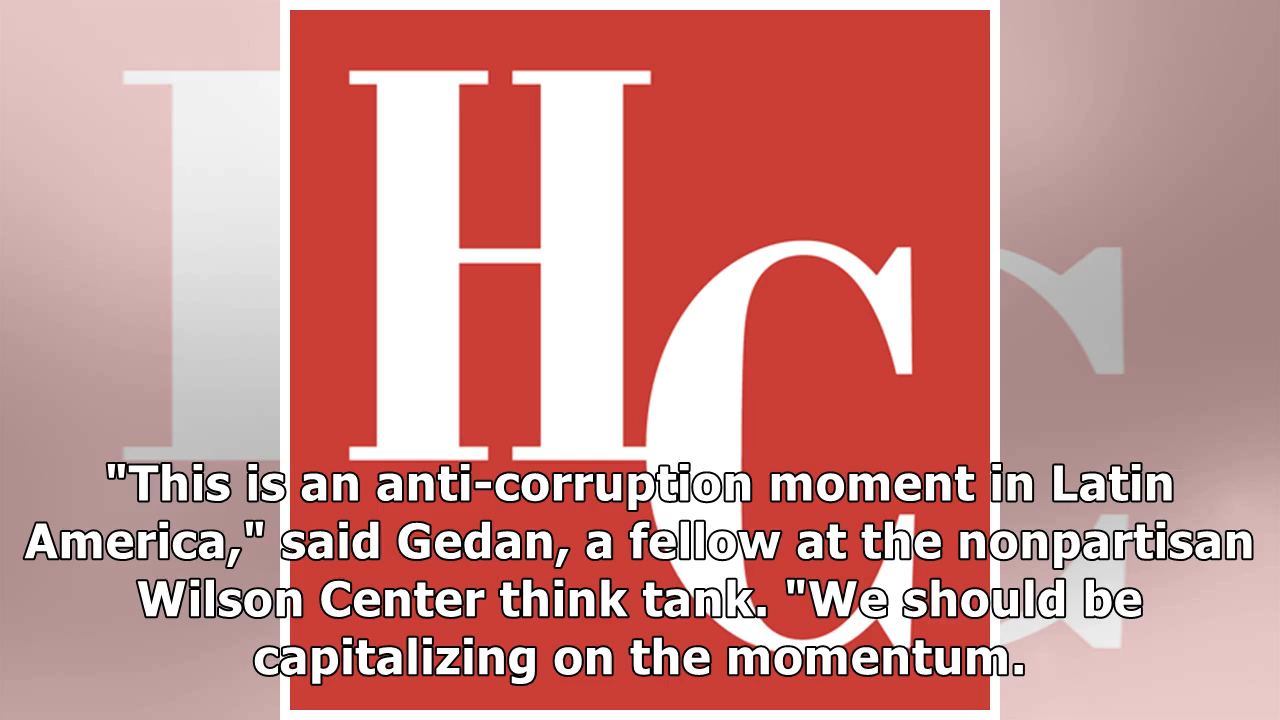 HC
"This is an anti-corruption moment in Latin
America," said Gedan, a fellow at the nonpartisan
Wilson Center think tank. "We should be
capitalizing on the momentum.